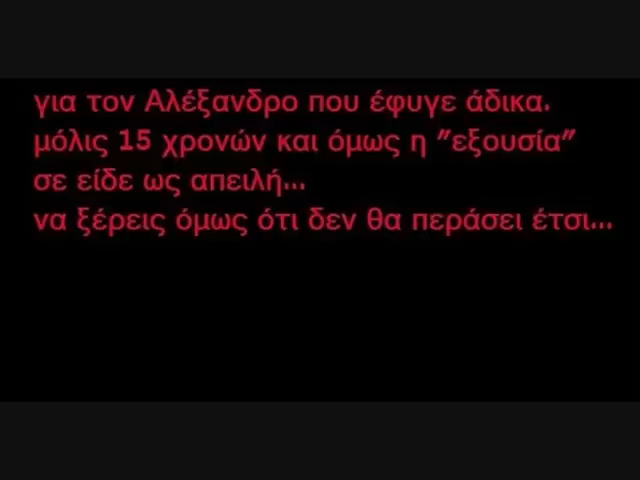 για τον Αλέξανδρο που έφυγε άδικα.
μόλις 15 χρονών και όμως η "εξουσία"
σε είδε ως απειλή...
να ξέρεις όμως ότι δεν θα περάσει έτσι...